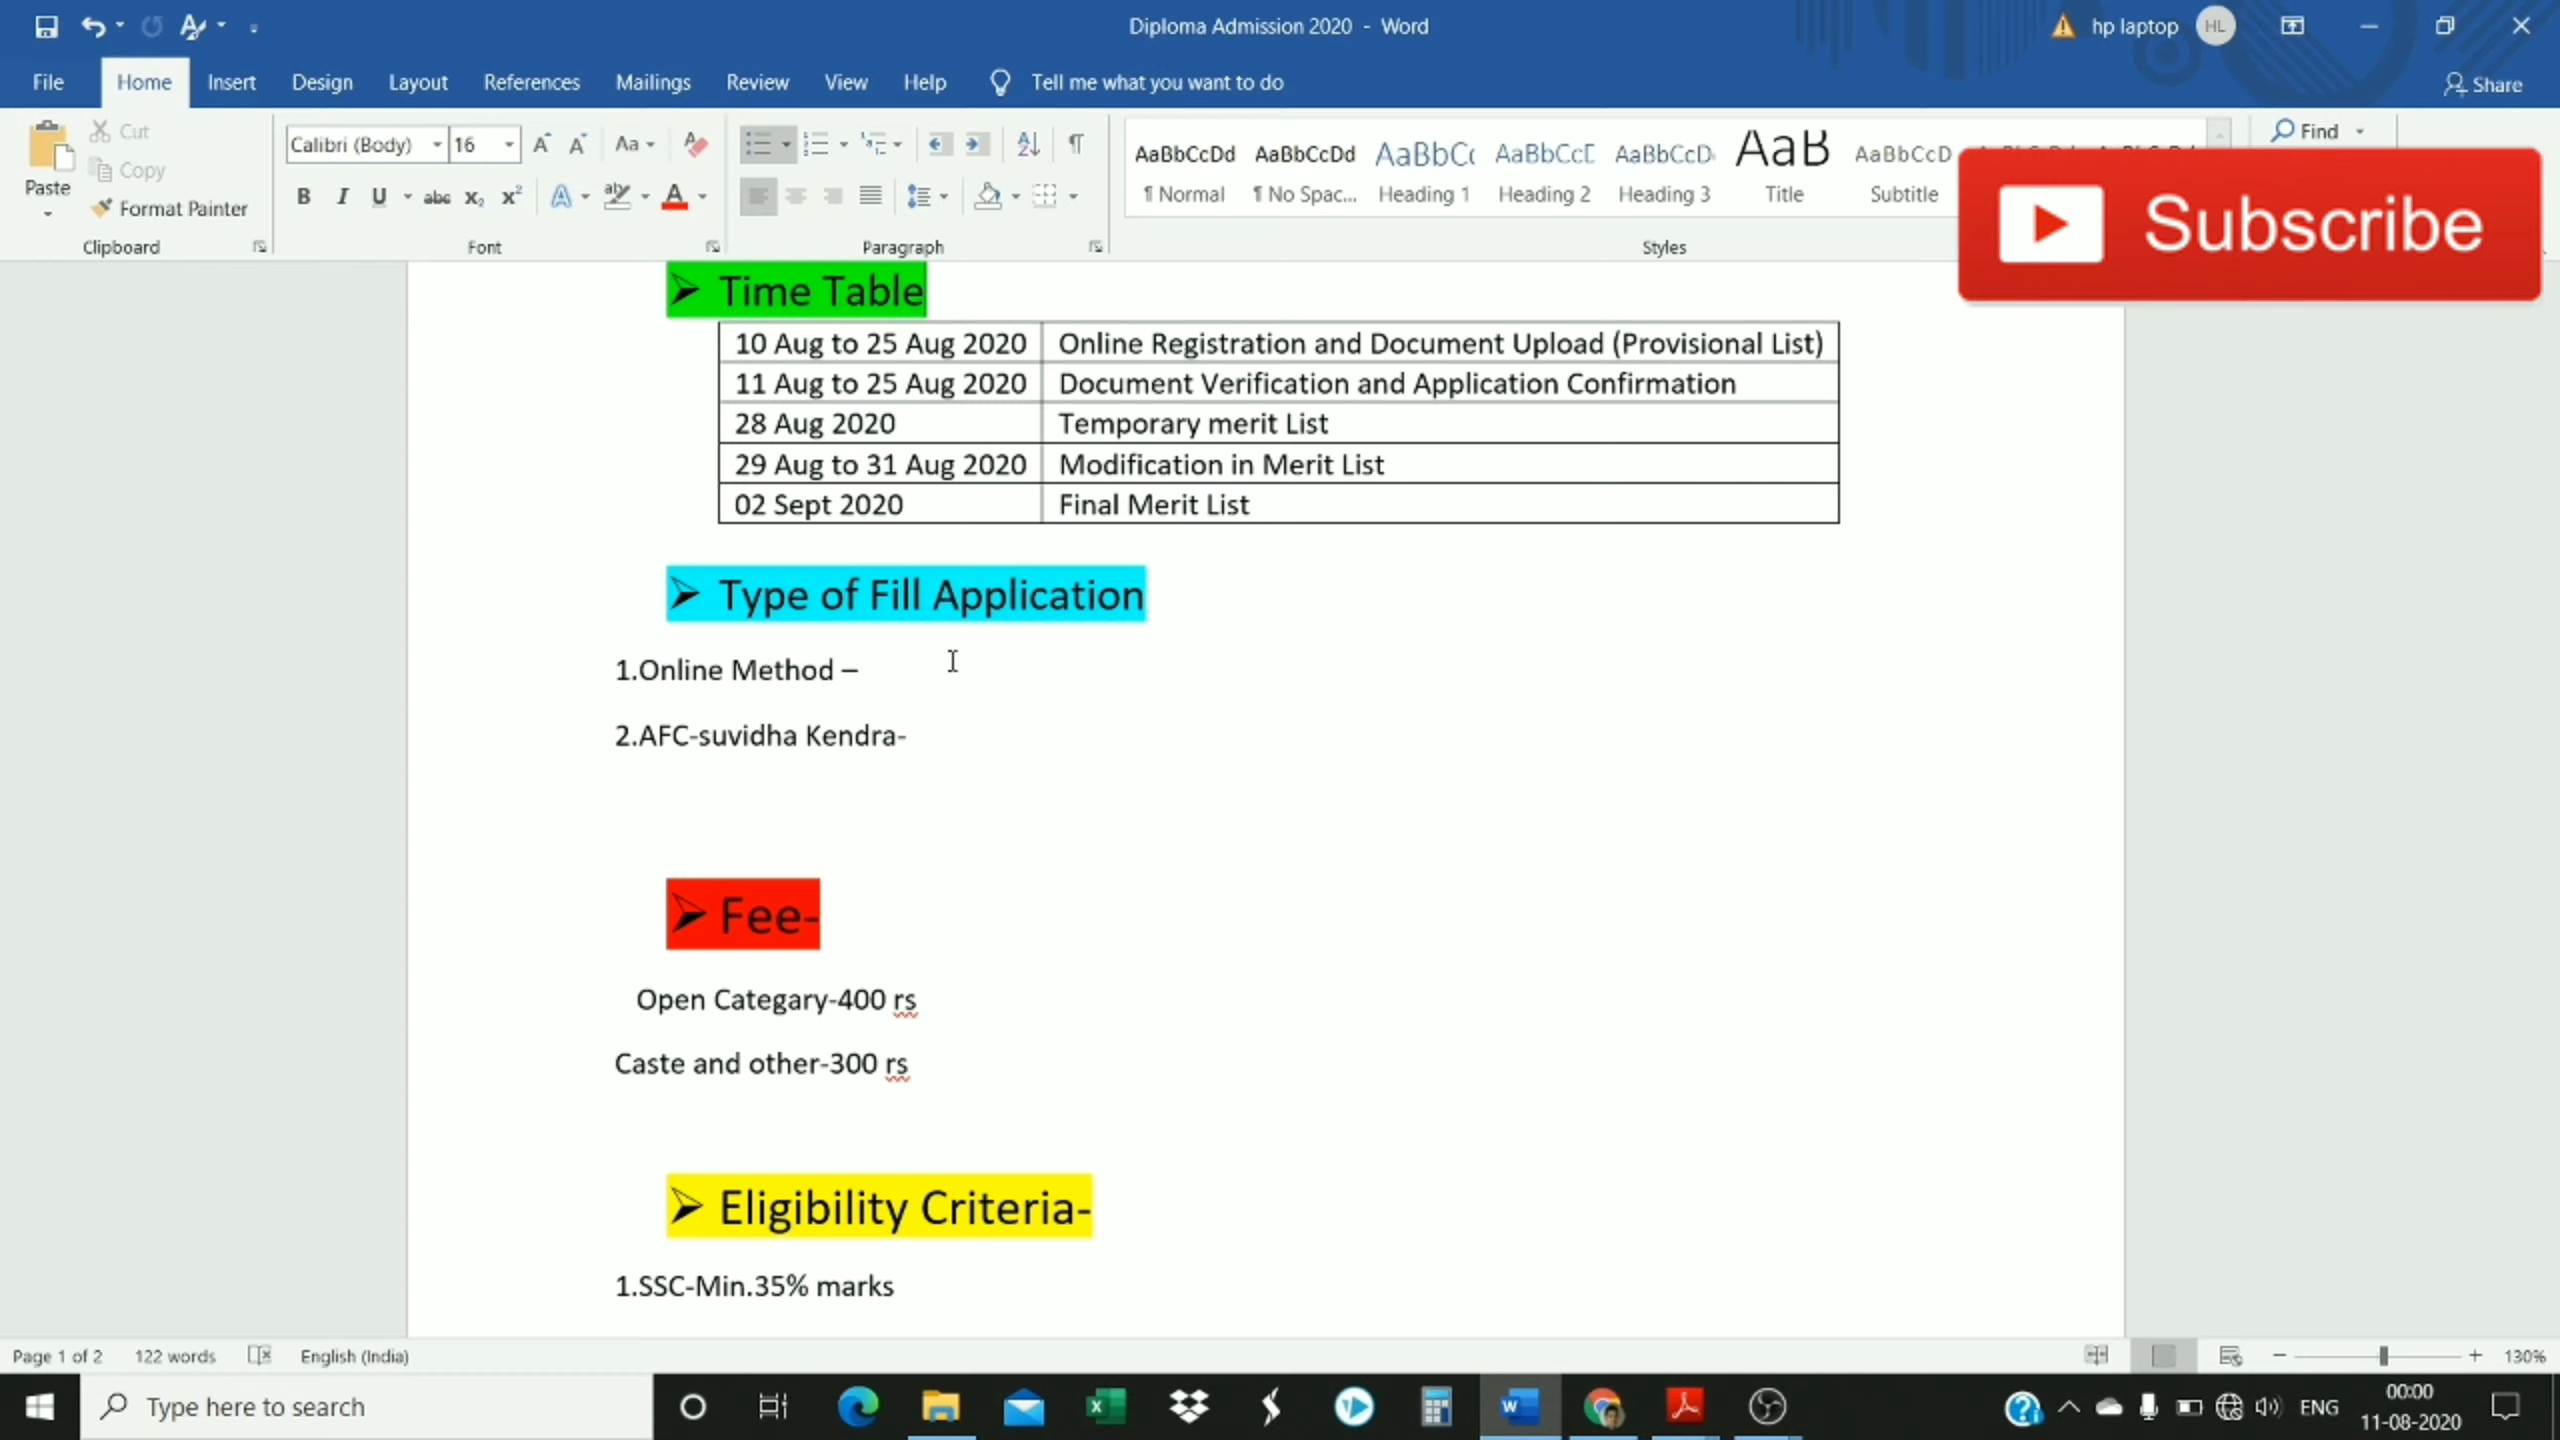 Diploma Admission 2020 - Word
hp laptop
HL
File Home Insert Design Layout References Mailings Review View Help Tell me what you want to do
Share
Paste
Cut
Copy
Format Painter
Clipboard
Calibri (Body) 16
Font
Paragraph
AaBbCcDd
¶ Normal
AaBbCcDd
¶ No Spac...
Heading 1
Heading 2
AaBbCcD
Heading 3
AaB
Title
AaBbCcD
Subtitle
Styles
Find
Subscribe
Time Table
10 Aug to 25 Aug 2020 Online Registration and Document Upload (Provisional List)
11 Aug to 25 Aug 2020 Document Verification and Application Confirmation
28 Aug 2020 Temporary merit List
29 Aug to 31 Aug 2020 Modification in Merit List
02 Sept 2020 Final Merit List
Type of Fill Application
1.Online Method –
2.AFC-suvidha Kendra-
Fee-
Open Categary-400 rs
Caste and other-300 rs
Eligibility Criteria-
1.SSC-Min.35% marks
Page 1 of 2 122 words English (India)
130%
Type here to search
ENG
00:00
11-08-2020